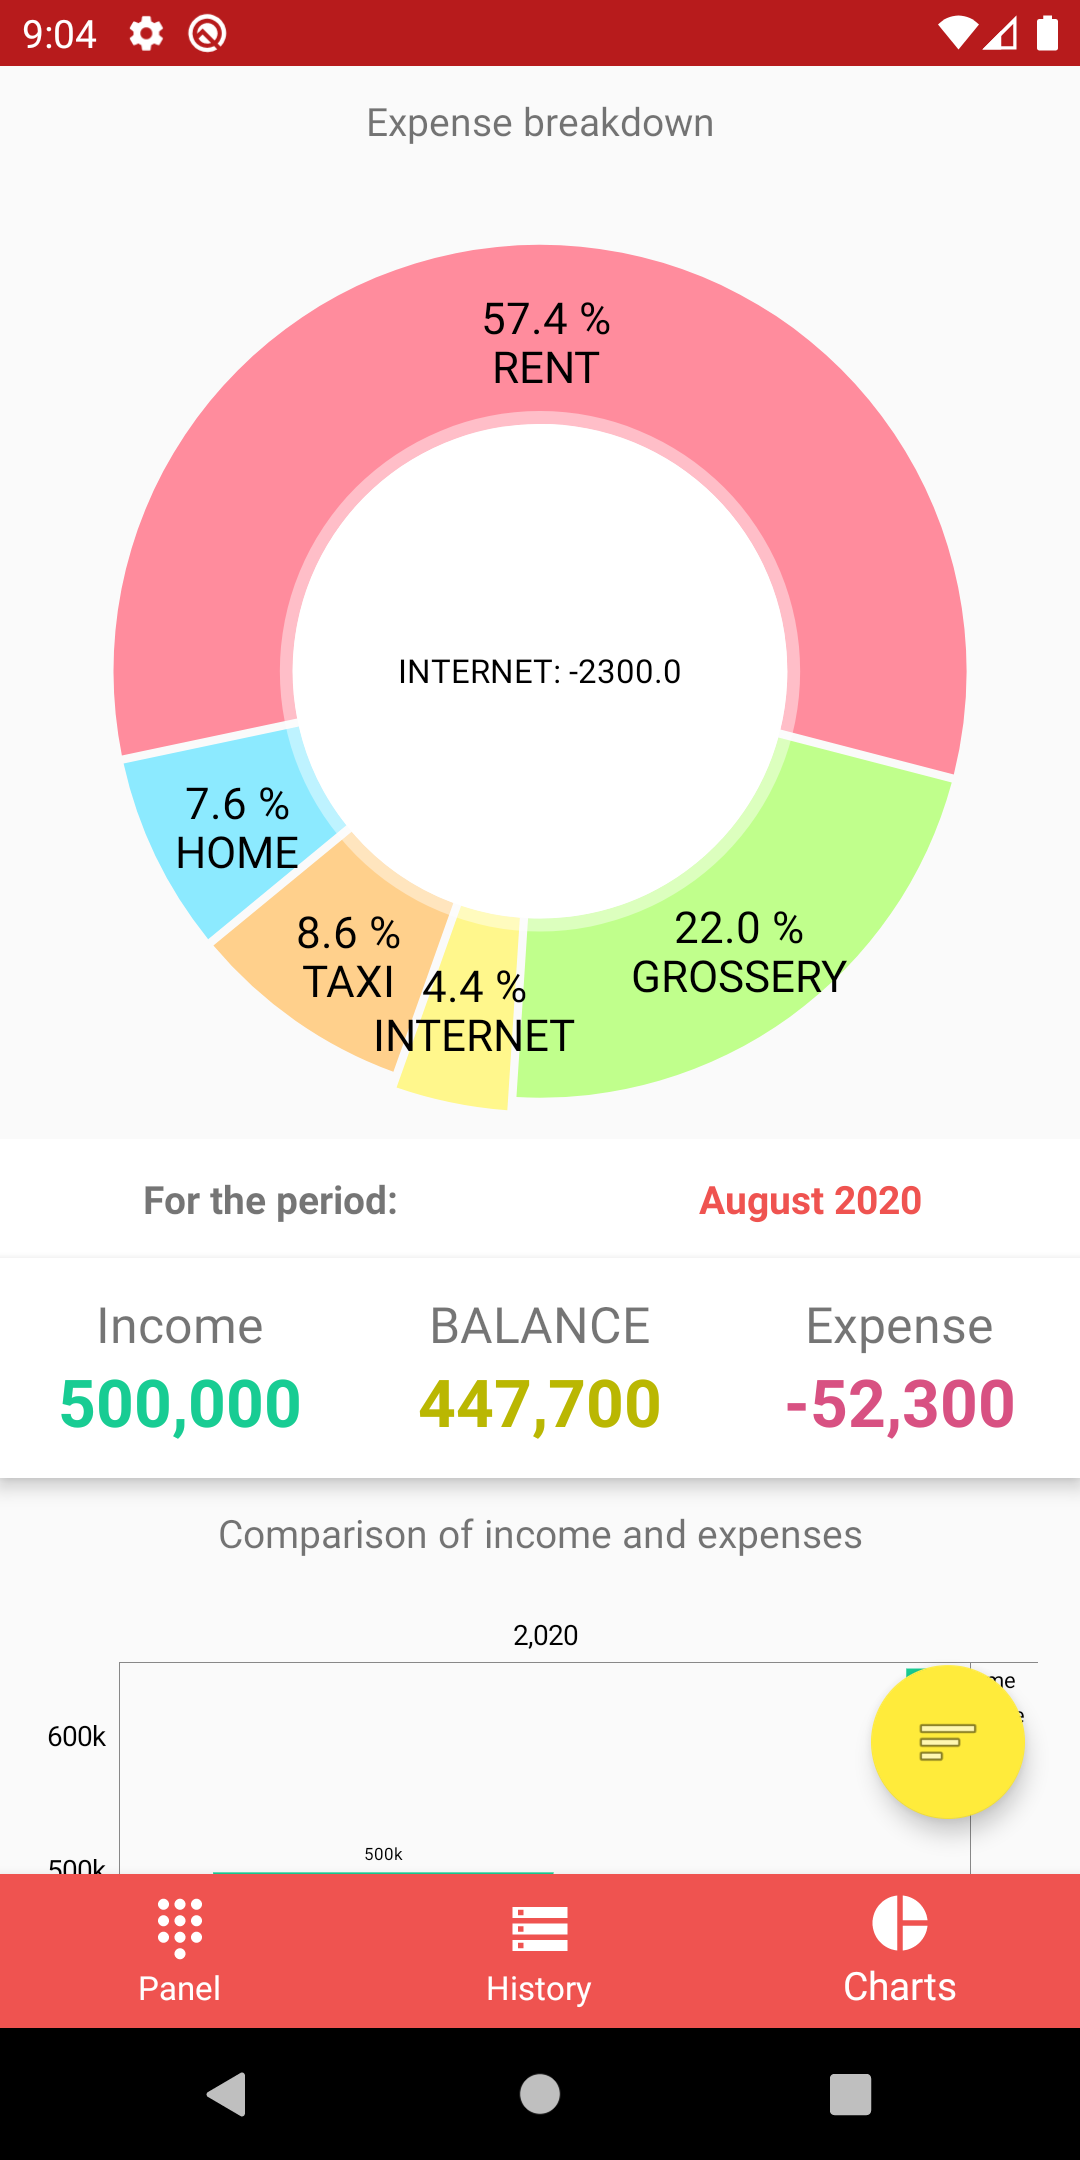 9:04
Expense breakdown
57.4 %
RENT
INTERNET: -2300.0
7.6 %
HOME
8.6 %
TAXI
4.4 %
INTERNET
22.0 %
GROSSERY
For the period:
August 2020
Income
BALANCE
Expense
500,000
447,700
-52,300
Comparison of income and expenses
2,020
600k
500k
500k
Panel
History
Charts